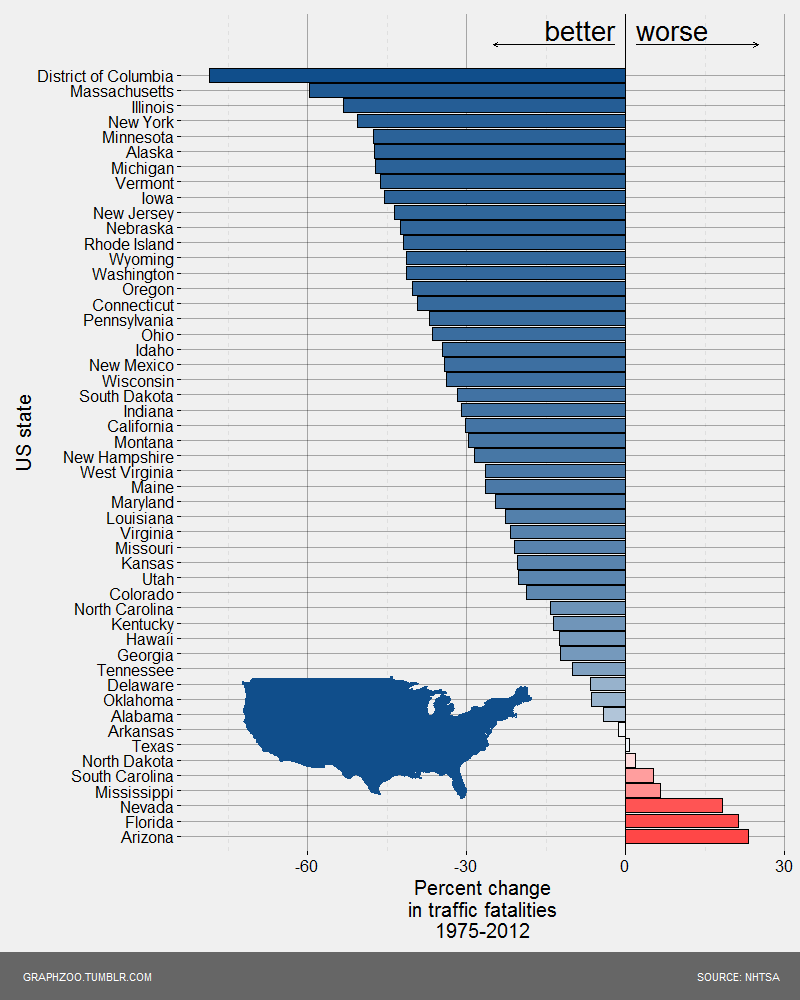 better worse
District of Columbia
Massachusetts
Illinois
New York
Minnesota
Alaska
Michigan
Vermont
Iowa
New Jersey
Nebraska
Rhode Island
Wyoming
Washington
Oregon
Connecticut
Pennsylvania
Ohio
Idaho
New Mexico
Wisconsin
South Dakota
Indiana
California
Montana
New Hampshire
West Virginia
Maine
Maryland
Louisiana
Virginia
Missouri
Kansas
Utah
Colorado
North Carolina
Kentucky
Hawaii
Georgia
Tennessee
Delaware
Oklahoma
Alabama
Arkansas
Texas
North Dakota
South Carolina
Mississippi
Nevada
Florida
Arizona
US state
-60 -30 0 30
Percent change
in traffic fatalities
1975-2012
GRAPHZOO.TUMBLR.COM SOURCE: NHTSA